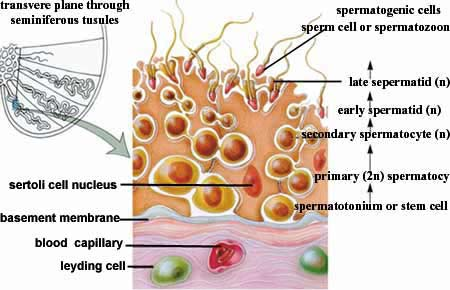 transvere plane through
seminiferous tusules
spermatogenic cells
sperm cell or spermatozoon
late sepermatid (n)
early spermatid (n)
secondary spermatocyte (n)
primary (2n) spermatocy
spermatotonium or stem cell
sertoli cell nucleus
basement membrane
blood capillary
leyding cell